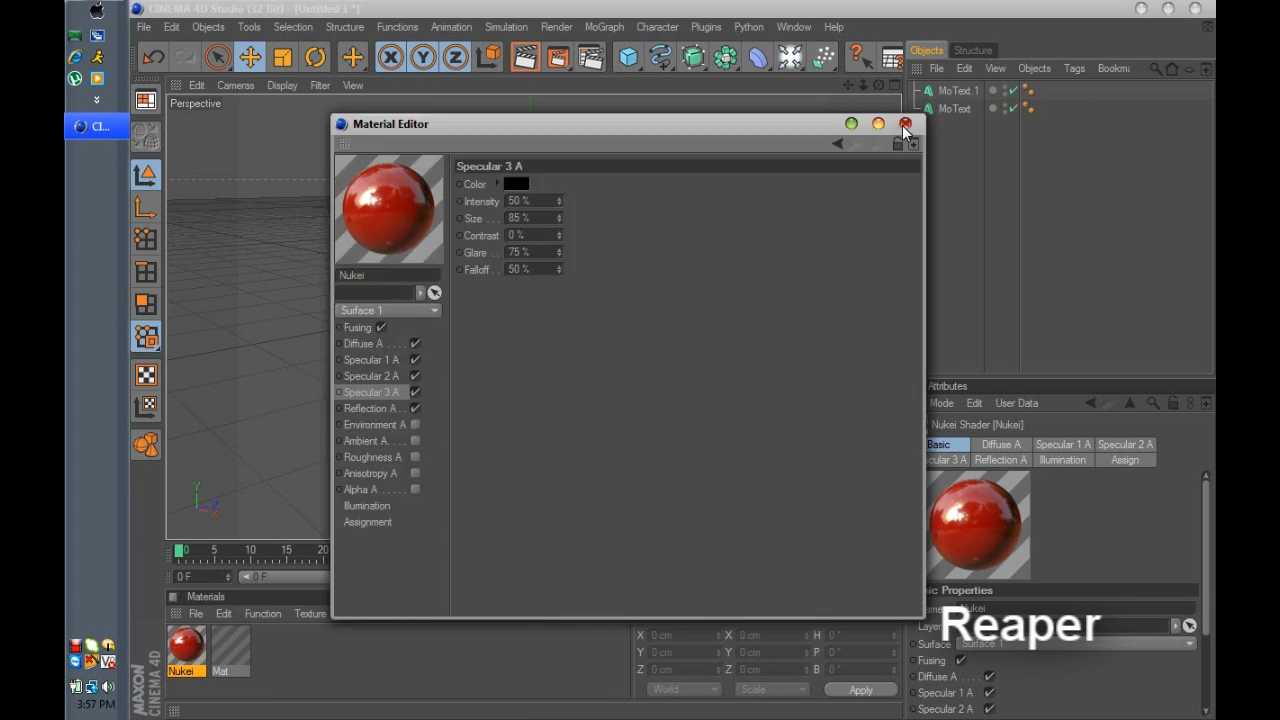 CINEMA 4D Studio (32 Bit) - [Untitled 1 *]
File Edit Objects Tools Selection Structure Functions Animation Simulation Render MoGraph Character Plugins Python Window Help
Objects Structure
File Edit View Objects Tags Bookma
Edit Cameras Display Filter View
Perspective
MoText.1
MoText
CI...
Material Editor
Specular 3 A
Color
Intensity 50 %
Size . . . 85 %
Contrast 0 %
Glare . . 75 %
Falloff . . 50 %
Nukei
Surface 1
Fusing
Diffuse A . . . .
Specular 1 A
Specular 2 A
Specular 3 A
Reflection A . .
Environment A
Ambient A. . . .
Roughness A
Anisotropy A
Alpha A . . . . .
Illumination
Assignment
Attributes
Mode Edit User Data
Nukei Shader [Nukei]
Basic Diffuse A Specular 1 A Specular 2 A
cular 3 A Reflection A Illumination Assign
sic Properties
Nukei
Reaper
Surface Surface 1
Fusing
Diffuse A . . . .
Specular 1 A
Specular 2 A
Y
Z
X
0 5 10 15 20
0 F 0 F
Materials
File Edit Function Texture
Nukei Mat
X 0 cm X 0 cm H 0 °
Y 0 cm Y 0 cm P 0 °
Z 0 cm Z 0 cm B 0 °
World Scale Apply
MAXON
CINEMA 4D
3:57 PM